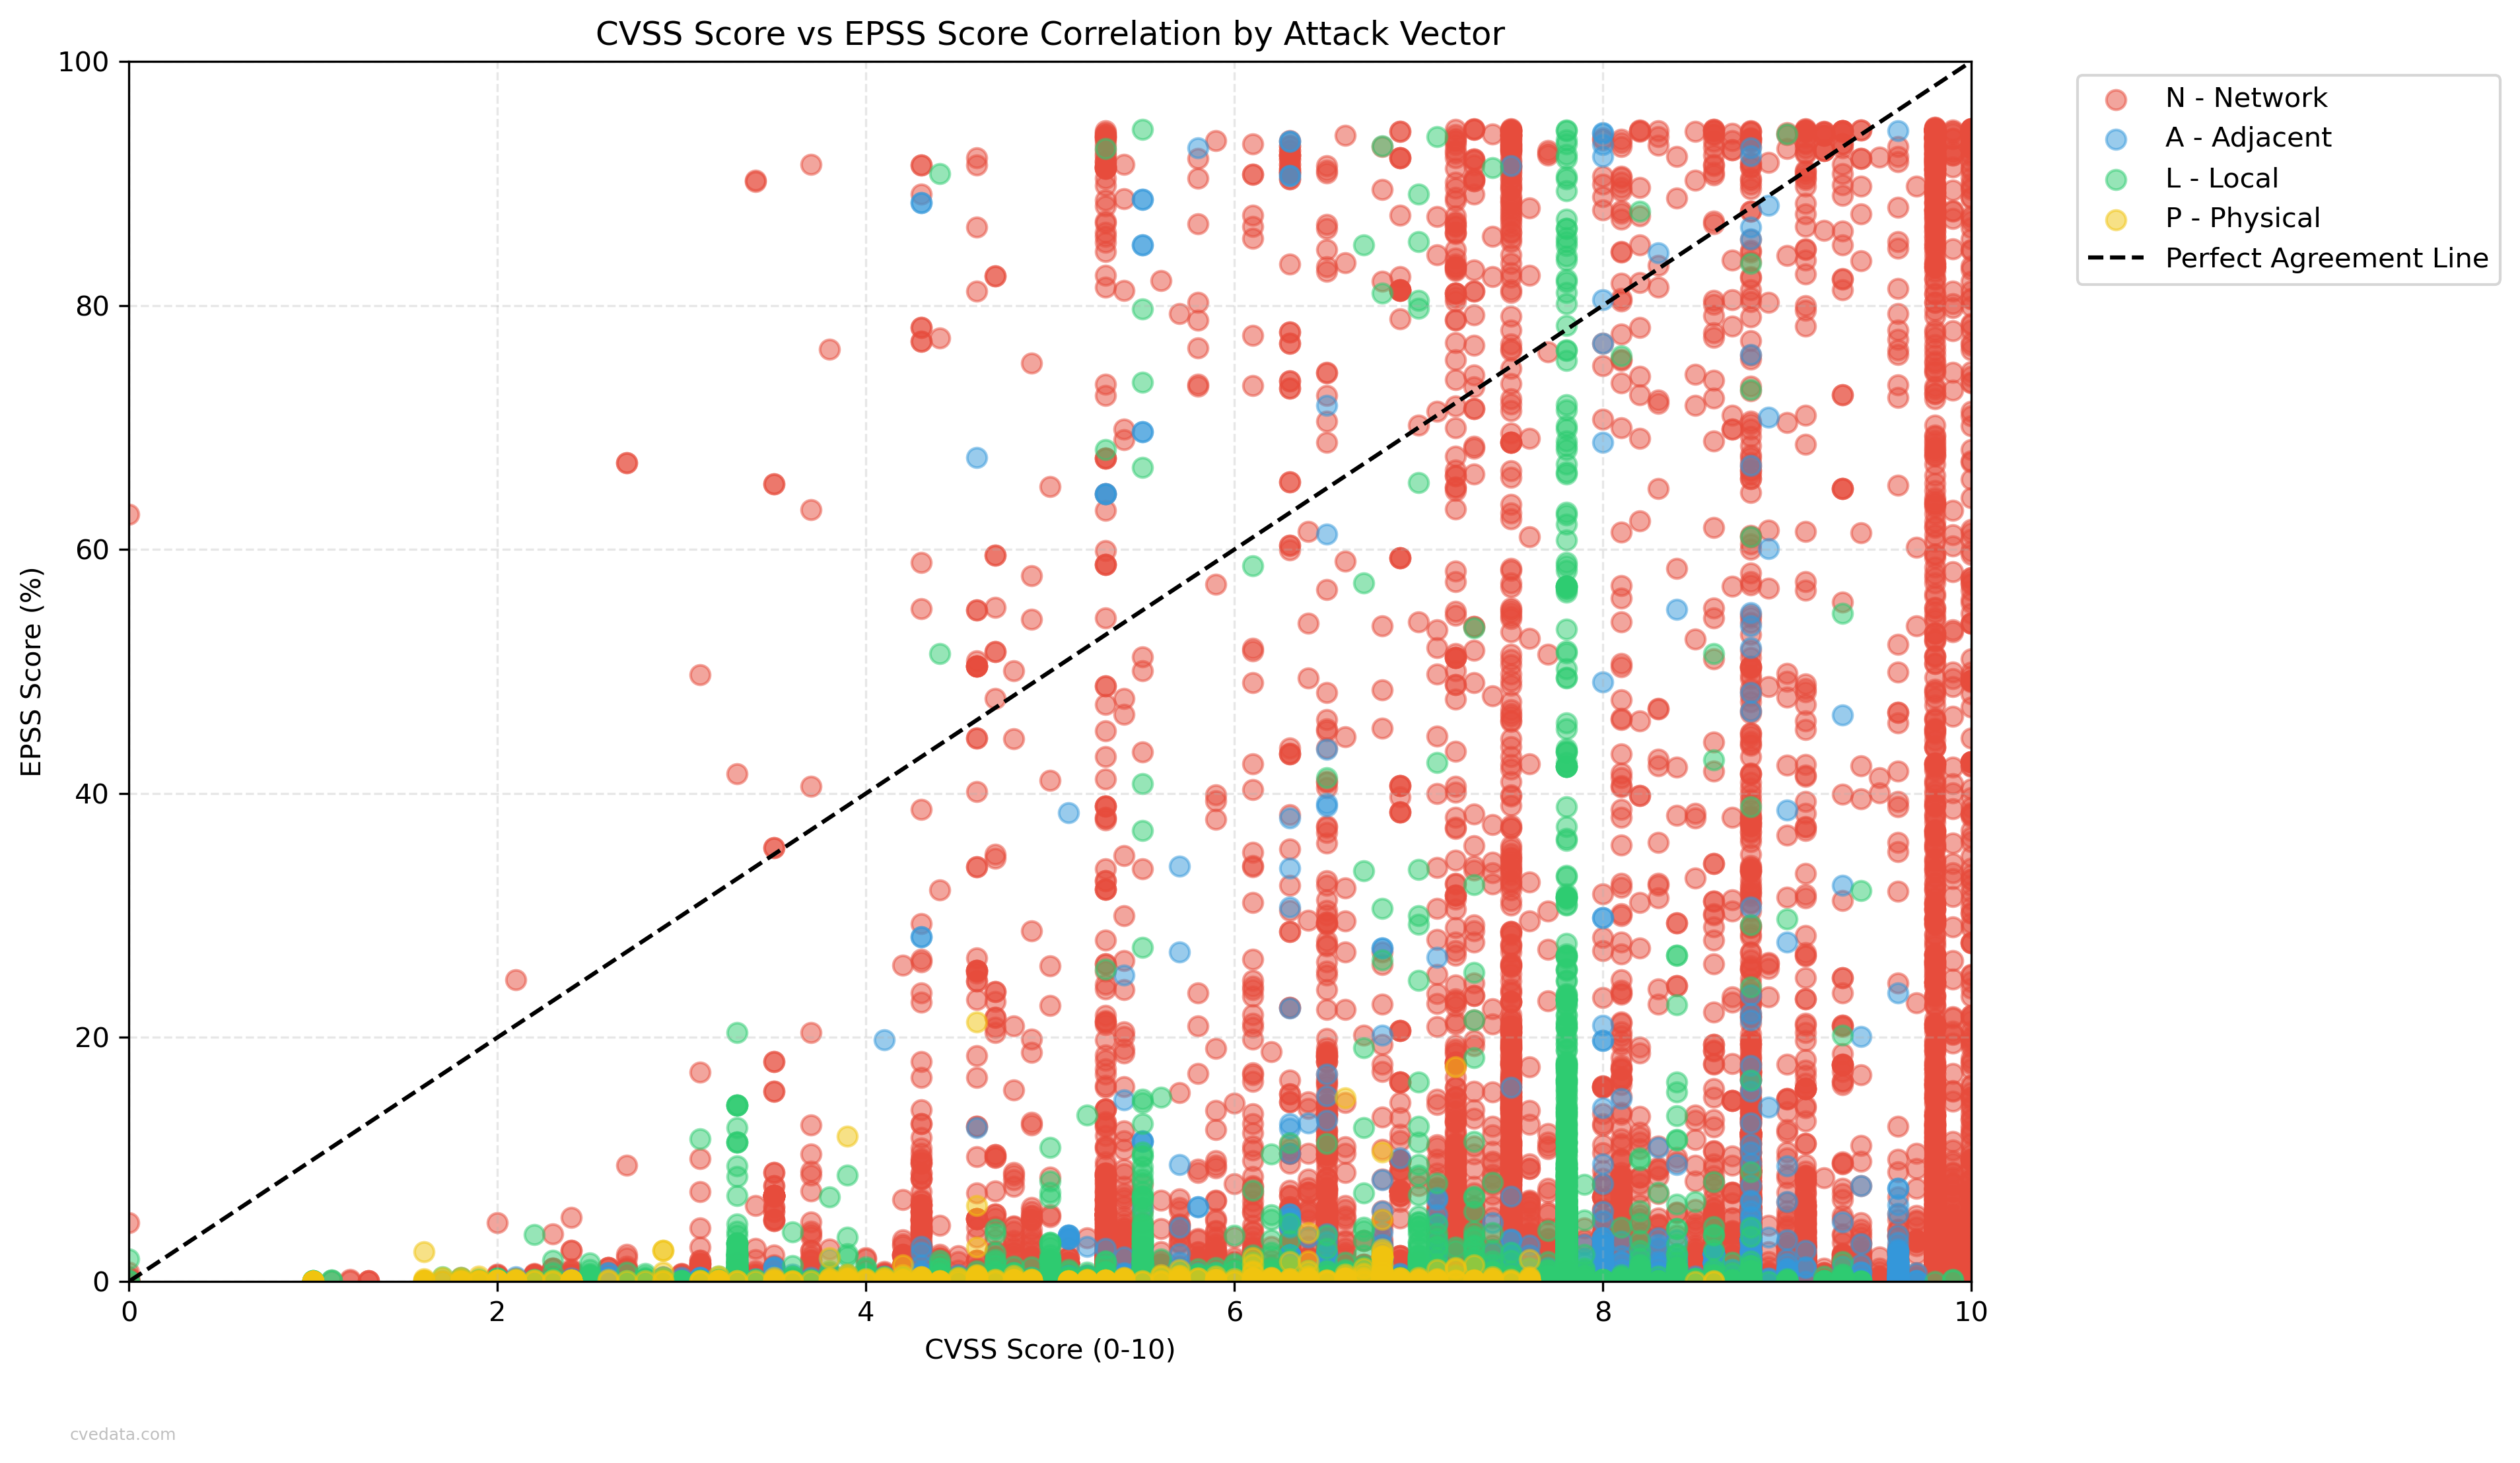 CVSS Score vs EPSS Score Correlation by Attack Vector
100
80
60
40
20
0
EPSS Score (%)
0 2 4 6 8 10
CVSS Score (0-10)
N - Network
A - Adjacent
L - Local
P - Physical
Perfect Agreement Line
cvedata.com